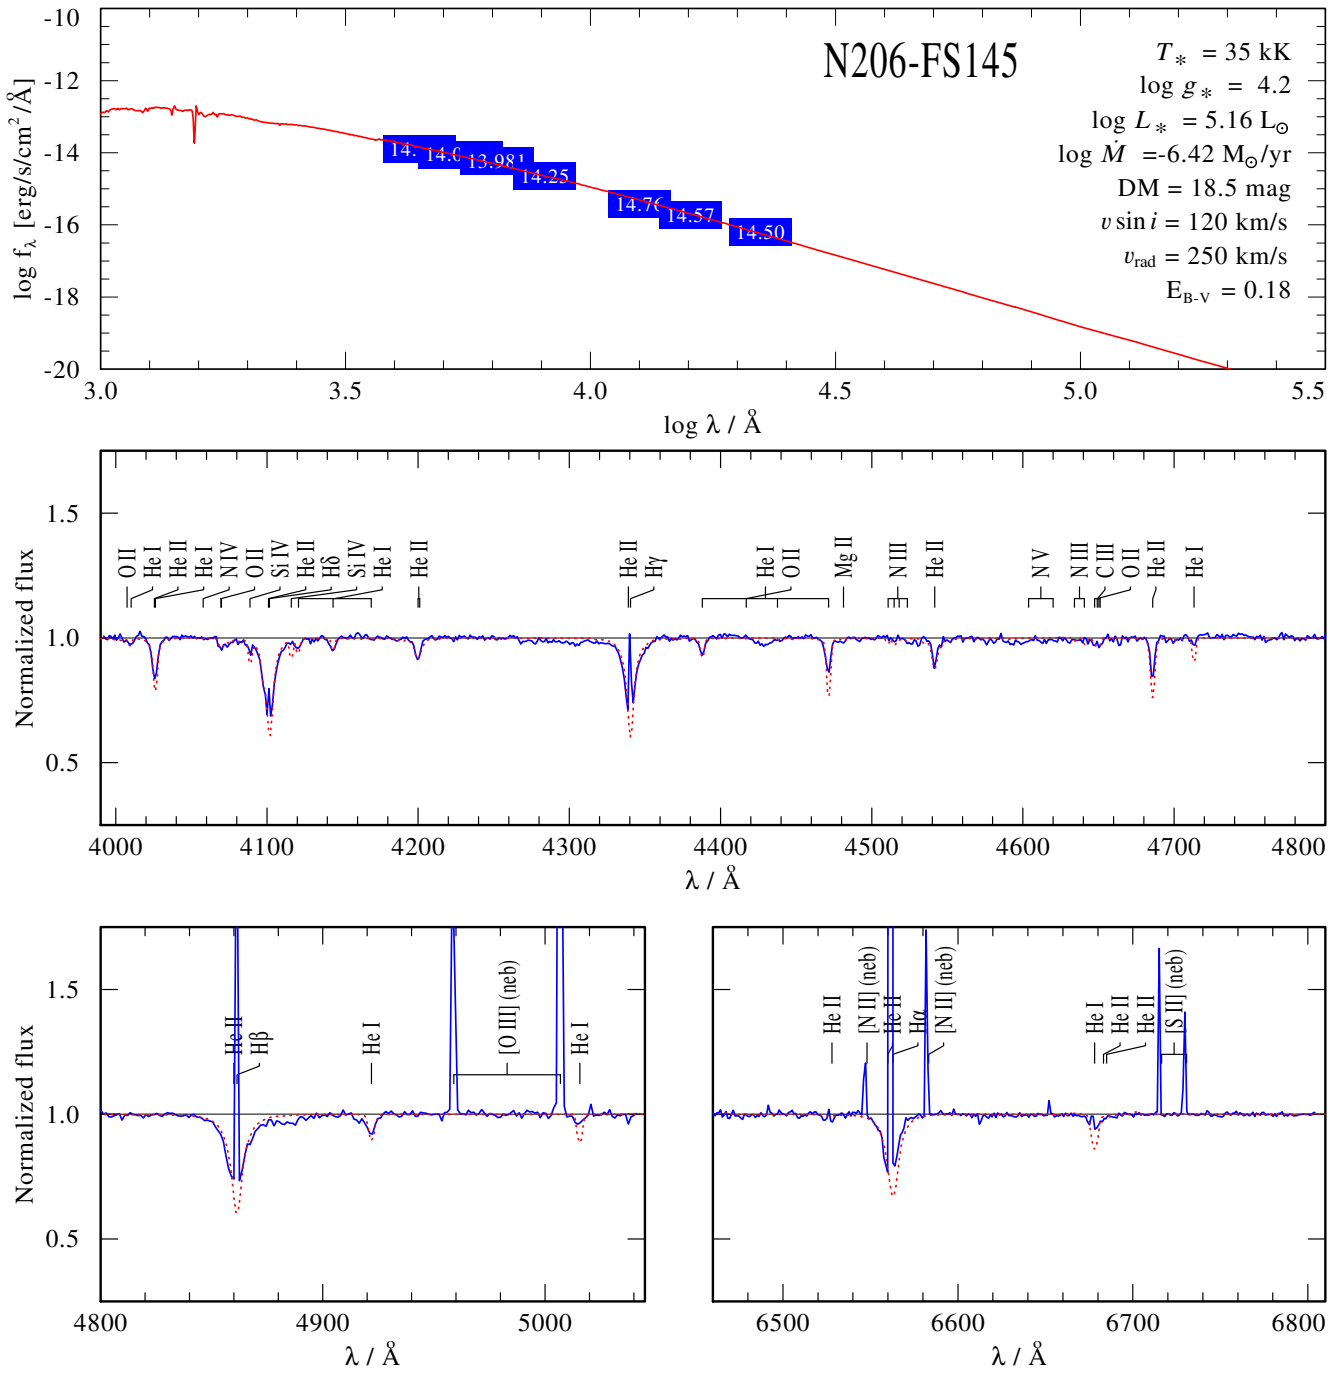 N206-FS145
T* = 35 kK
log g* = 4.2
log L* = 5.16 L⊙
log Ṁ =-6.42 M⊙/yr
DM = 18.5 mag
v sin i = 120 km/s
vrad = 250 km/s
EB-V = 0.18
log fλ [erg/s/cm²/Å]
-10
-12
-14
-16
-18
-20
14.25
14.57
14.50
3.0 3.5 4.0 4.5 5.0 5.5
log λ / Å
Normalized flux
1.5
1.0
0.5
O II He I He II He I N IV O II Si IV He II Hδ Si IV He I He II He II Hγ He I O II Mg II N III He II N V N III C III O II He II He I
4000 4100 4200 4300 4400 4500 4600 4700 4800
λ / Å
Normalized flux
1.5
1.0
0.5
He II Hβ He I [O III] (neb) He I
4800 4900 5000
λ / Å
He II [N II] (neb) He II Hα [N II] (neb) He I He II He II [S II] (neb)
6500 6600 6700 6800
λ / Å